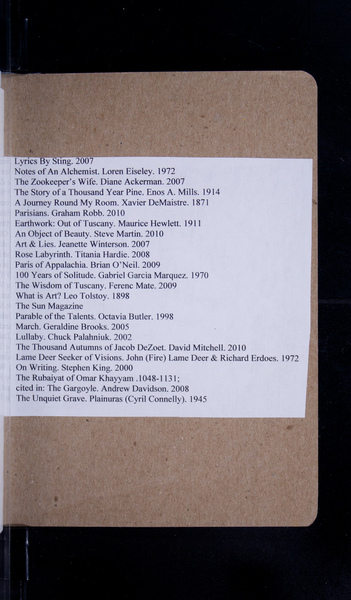 Lyrics By Sting. 2007
Notes of An Alchemist. Loren Eiseley. 1972
The Zookeeper's Wife. Diane Ackerman. 2007
The Story of a Thousand Year Pine. Enos A. Mills. 1914
A Journey Round My Room. Xavier DeMaistre. 1871
Parisians. Graham Robb. 2010
Earthwork: Out of Tuscany. Maurice Hewlett. 1911
An Object of Beauty. Steve Martin. 2010
Art & Lies. Jeanette Winterson. 2007
Rose Labyrinth. Titania Hardie. 2008
Paris of Appalachia. Brian O'Neil. 2009
100 Years of Solitude. Gabriel Garcia Marquez. 1970
The Wisdom of Tuscany. Ferenc Mate. 2009
What is Art? Leo Tolstoy. 1898
The Sun Magazine
Parable of the Talents. Octavia Butler. 1998
March. Geraldine Brooks. 2005
Lullaby. Chuck Palahniuk. 2002
The Thousand Autumns of Jacob DeZoet. David Mitchell. 2010
Lame Deer Seeker of Visions. John (Fire) Lame Deer & Richard Erdoes. 1972
On Writing. Stephen King. 2000
The Rubaiyat of Omar Khayyam .1048-1131;
cited in: The Gargoyle. Andrew Davidson. 2008
The Unquiet Grave. Plainuras (Cyril Connelly). 1945